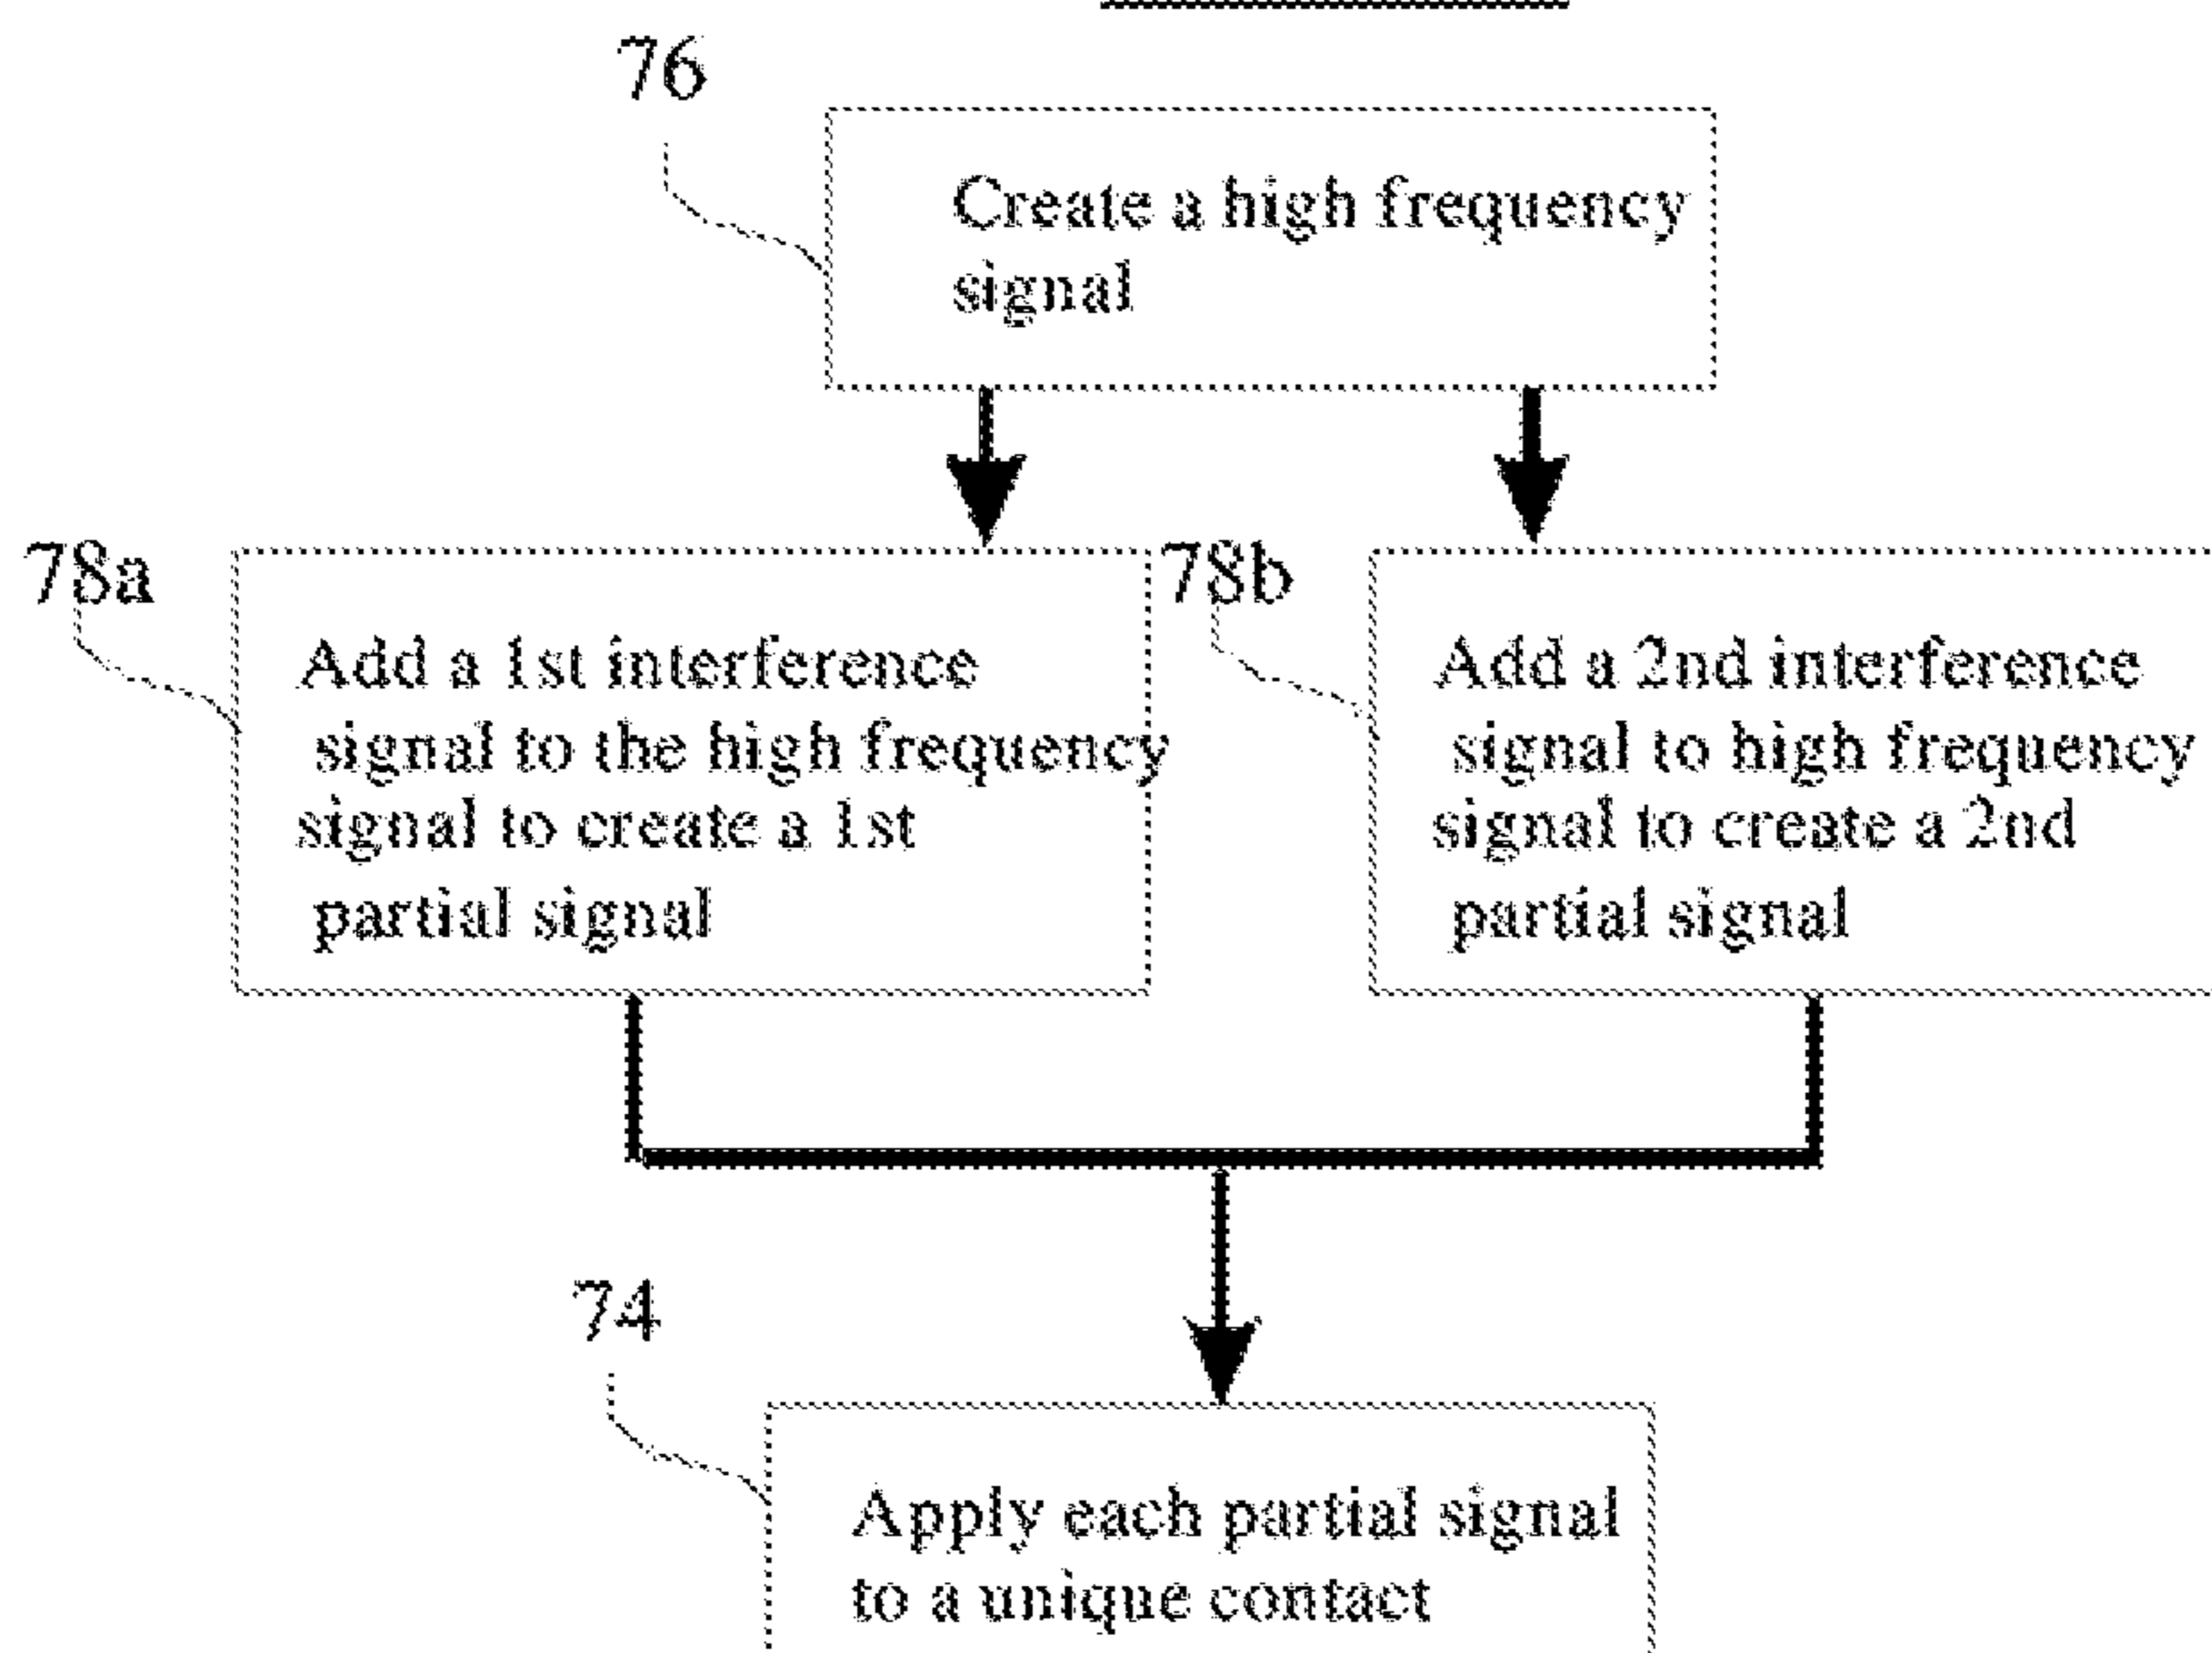 76
Create a high frequency
signal
78a
Add a 1st interference
signal to the high frequency
signal to create a 1st
partial signal
78b
Add a 2nd interference
signal to high frequency
signal to create a 2nd
partial signal
74
Apply each partial signal
to a unique contact